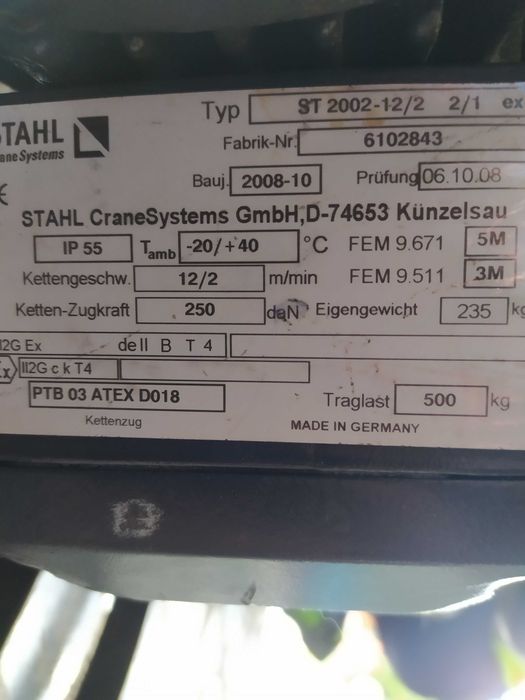 Typ ST 2002-12/2 2/1 ex
STAHL
CraneSystems
Fabrik-Nr. 6102843
Bauj. 2008-10 Prüfung 06.10.08
CE
STAHL CraneSystems GmbH,D-74653 Künzelsau
IP 55 Tamb -20/+40 °C FEM 9.671 5M
Kettengeschw. 12/2 m/min FEM 9.511 3M
Ketten-Zugkraft 250 daN Eigengewicht 235 kg
II2G Ex de II B T 4
Ex II2G c k T4
PTB 03 ATEX D018 Traglast 500 kg
Kettenzug MADE IN GERMANY